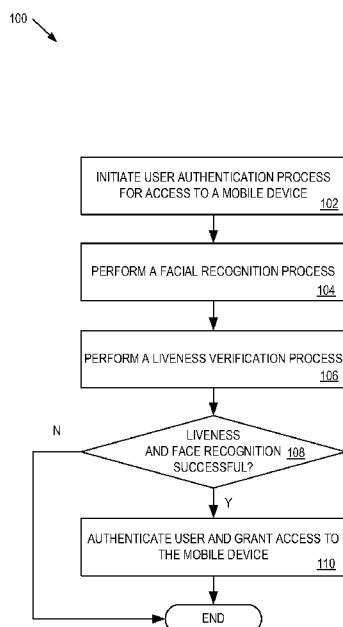 100
INITIATE USER AUTHENTICATION PROCESS
FOR ACCESS TO A MOBILE DEVICE
102
PERFORM A FACIAL RECOGNITION PROCESS
104
PERFORM A LIVENESS VERIFICATION PROCESS
106
N
LIVENESS
AND FACE RECOGNITION 108
SUCCESSFUL?
Y
AUTHENTICATE USER AND GRANT ACCESS TO
THE MOBILE DEVICE
110
END